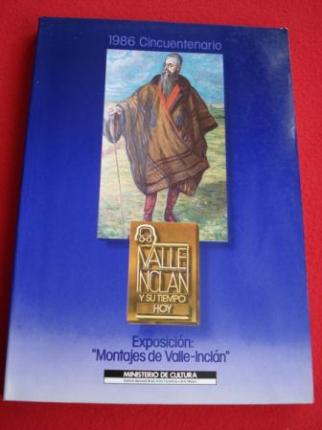 1986 Cincuentenario
VALLE
INCLAN
Y SU TIEMPO
HOY
Exposición:
"Montajes de Valle-Inclán"
MINISTERIO DE CULTURA